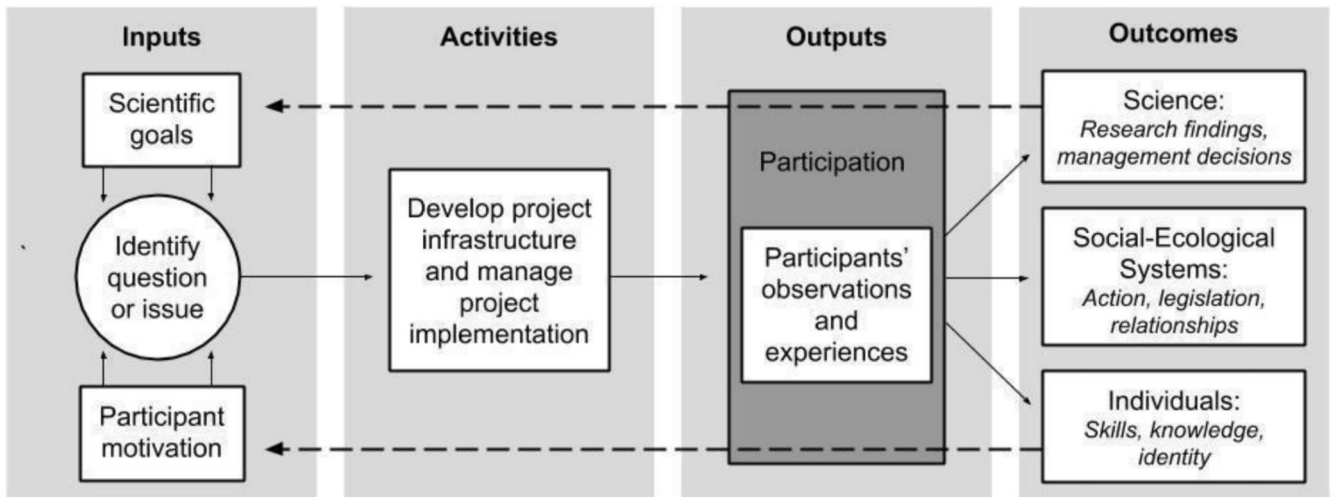 Inputs
Scientific
goals
Identify
question
or issue
Participant
motivation
Activities
Develop project
infrastructure
and manage
project
implementation
Outputs
Participation
Participants’
observations
and
experiences
Outcomes
Science:
Research findings,
management decisions
Social-Ecological
Systems:
Action, legislation,
relationships
Individuals:
Skills, knowledge,
identity